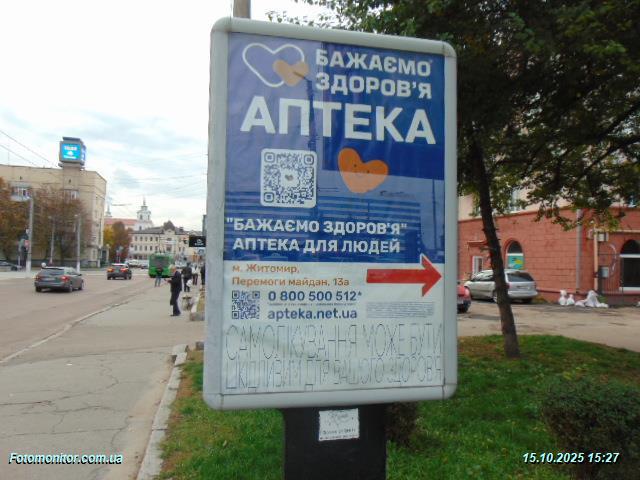 БАЖАЄМО
ЗДОРОВ'Я
АПТЕКА
"БАЖАЄМО ЗДОРОВ'Я"
АПТЕКА ДЛЯ ЛЮДЕЙ
м. Житомир,
Перемоги майдан, 13а
0 800 500 512*
apteka.net.ua
САМОЛІКУВАННЯ МОЖЕ БУТИ
ШКІДЛИВИМ ДЛЯ ВАШОГО ЗДОРОВ'Я
Fotomonitor.com.ua
15.10.2025 15:27